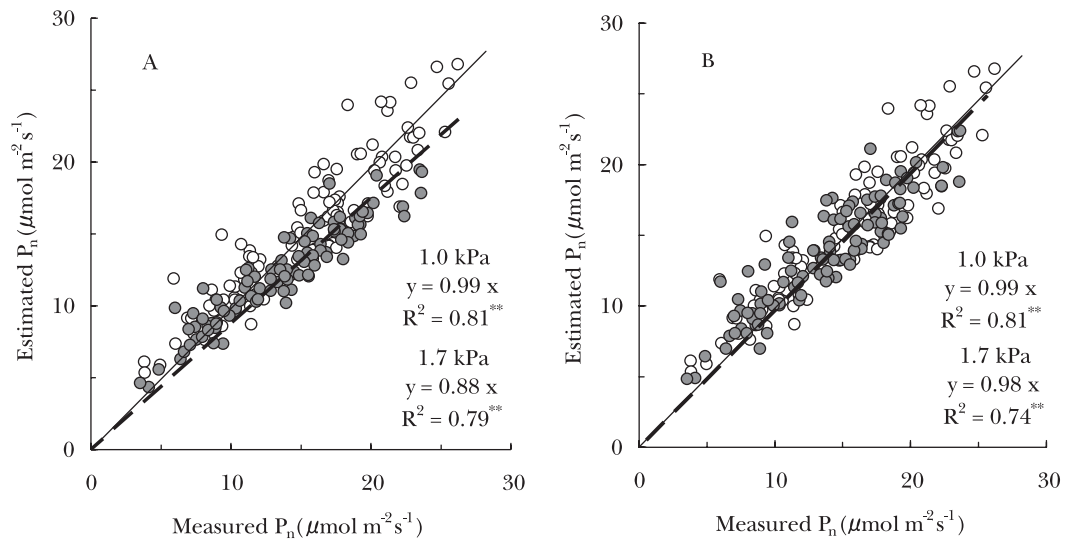 30
20
10
0
Estimated Pn (μmol m-2 s-1)
A
1.0 kPa
y = 0.99 x
R2 = 0.81**
1.7 kPa
y = 0.88 x
R2 = 0.79**
0 10 20 30
Measured Pn (μmol m-2s-1)
30
20
10
0
Estimated Pn (μmol m-2 s-1)
B
1.0 kPa
y = 0.99 x
R2 = 0.81**
1.7 kPa
y = 0.98 x
R2 = 0.74**
0 10 20 30
Measured Pn (μmol m-2s-1)